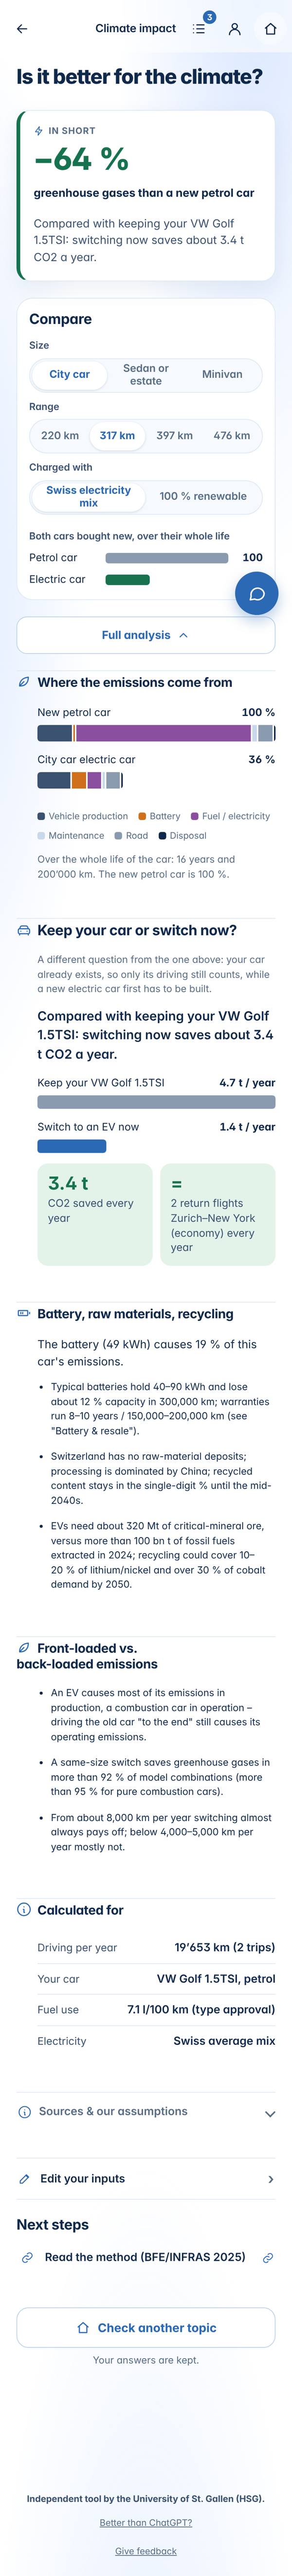 Climate impact
3
Is it better for the climate?
IN SHORT
−64 %
greenhouse gases than a new petrol car
Compared with keeping your VW Golf
1.5TSI: switching now saves about 3.4 t
CO2 a year.
Compare
Size
City car
Sedan or
estate
Minivan
Range
220 km
317 km
397 km
476 km
Charged with
Swiss electricity
mix
100 % renewable
Both cars bought new, over their whole life
Petrol car
100
Electric car
Full analysis
Where the emissions come from
New petrol car
100 %
City car electric car
36 %
Vehicle production
Battery
Fuel / electricity
Maintenance
Road
Disposal
Over the whole life of the car: 16 years and
200’000 km. The new petrol car is 100 %.
Keep your car or switch now?
A different question from the one above: your car
already exists, so only its driving still counts, while
a new electric car first has to be built.
Compared with keeping your VW Golf
1.5TSI: switching now saves about 3.4
t CO2 a year.
Keep your VW Golf 1.5TSI
4.7 t / year
Switch to an EV now
1.4 t / year
3.4 t
CO2 saved every
year
=
2 return flights
Zurich–New York
(economy) every
year
Battery, raw materials, recycling
The battery (49 kWh) causes 19 % of this
car's emissions.
• Typical batteries hold 40–90 kWh and lose
about 12 % capacity in 300,000 km; warranties
run 8–10 years / 150,000–200,000 km (see
"Battery & resale").
• Switzerland has no raw-material deposits;
processing is dominated by China; recycled
content stays in the single-digit % until the mid-
2040s.
• EVs need about 320 Mt of critical-mineral ore,
versus more than 100 bn t of fossil fuels
extracted in 2024; recycling could cover 10–
20 % of lithium/nickel and over 30 % of cobalt
demand by 2050.
Front-loaded vs.
back-loaded emissions
• An EV causes most of its emissions in
production, a combustion car in operation –
driving the old car "to the end" still causes its
operating emissions.
• A same-size switch saves greenhouse gases in
more than 92 % of model combinations (more
than 95 % for pure combustion cars).
• From about 8,000 km per year switching almost
always pays off; below 4,000–5,000 km per
year mostly not.
Calculated for
Driving per year
19’653 km (2 trips)
Your car
VW Golf 1.5TSI, petrol
Fuel use
7.1 l/100 km (type approval)
Electricity
Swiss average mix
Sources & our assumptions
Edit your inputs
Next steps
Read the method (BFE/INFRAS 2025)
Check another topic
Your answers are kept.
Independent tool by the University of St. Gallen (HSG).
Better than ChatGPT?
Give feedback